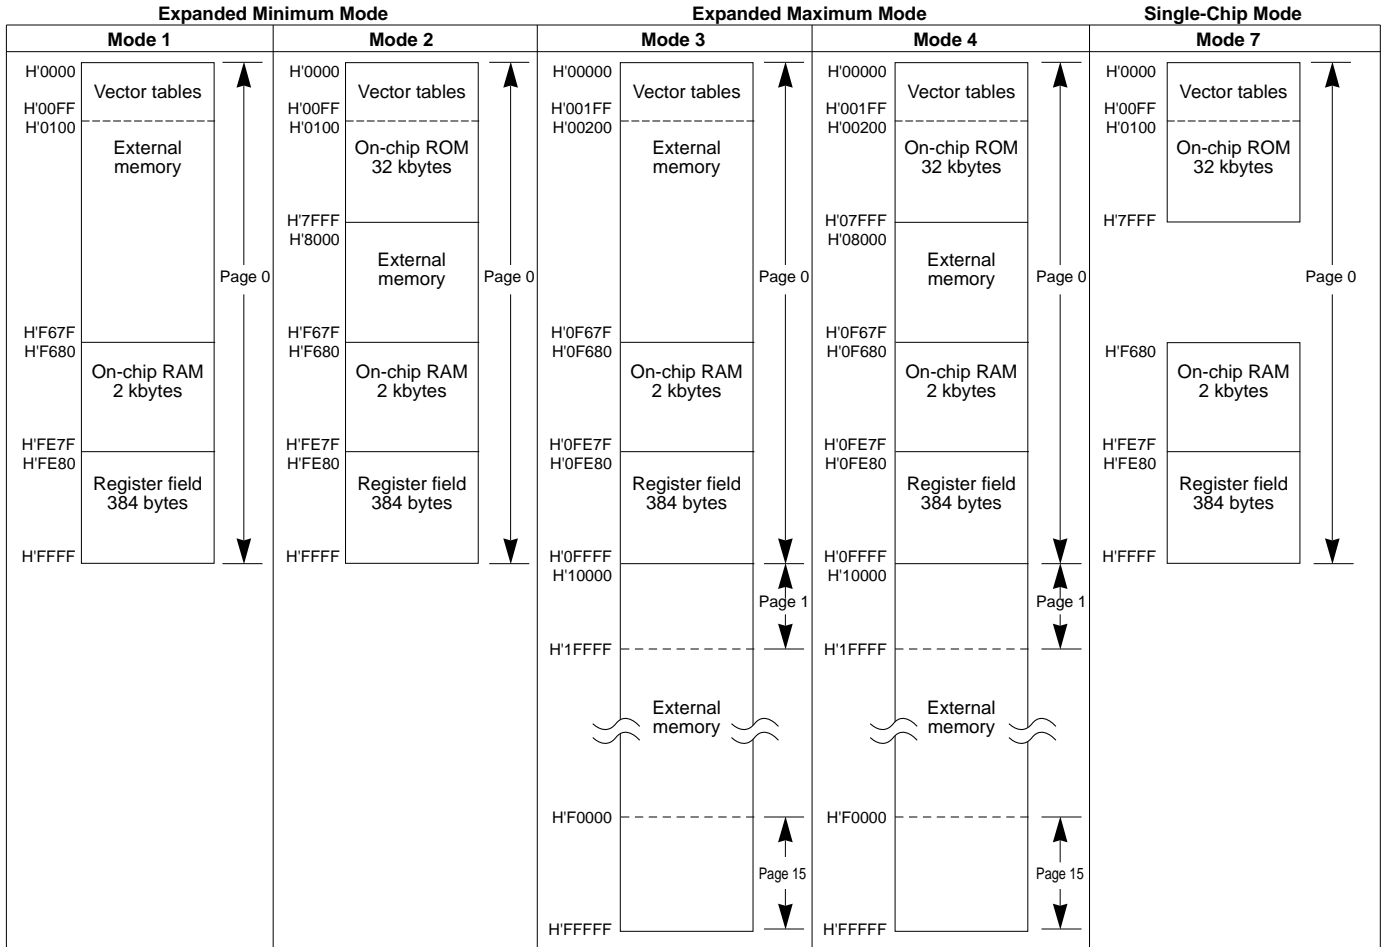 Expanded Minimum Mode
Expanded Maximum Mode
Single-Chip Mode
Mode 1
Mode 2
Mode 3
Mode 4
Mode 7
H'0000
Vector tables
H'00FF
H'0100
External
memory
Page 0
H'F67F
H'F680
On-chip RAM
2 kbytes
H'FE7F
H'FE80
Register field
384 bytes
H'FFFF
H'0000
Vector tables
H'00FF
H'0100
On-chip ROM
32 kbytes
H'7FFF
H'8000
External
memory
Page 0
H'F67F
H'F680
On-chip RAM
2 kbytes
H'FE7F
H'FE80
Register field
384 bytes
H'FFFF
H'00000
Vector tables
H'001FF
H'00200
External
memory
Page 0
H'0F67F
H'0F680
On-chip RAM
2 kbytes
H'0FE7F
H'0FE80
Register field
384 bytes
H'0FFFF
H'10000
Page 1
H'1FFFF
External
memory
H'F0000
Page 15
H'FFFFF
H'00000
Vector tables
H'001FF
H'00200
On-chip ROM
32 kbytes
H'07FFF
H'08000
External
memory
Page 0
H'0F67F
H'0F680
On-chip RAM
2 kbytes
H'0FE7F
H'0FE80
Register field
384 bytes
H'0FFFF
H'10000
Page 1
H'1FFFF
External
memory
H'F0000
Page 15
H'FFFFF
H'0000
Vector tables
H'00FF
H'0100
On-chip ROM
32 kbytes
H'7FFF
Page 0
H'F680
On-chip RAM
2 kbytes
H'FE7F
H'FE80
Register field
384 bytes
H'FFFF